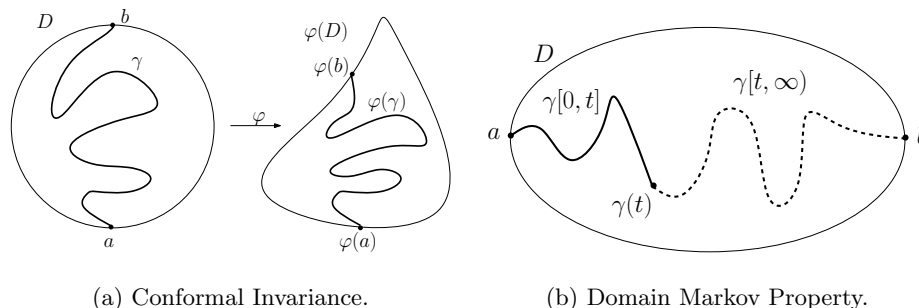 D
b
γ
a
φ
φ(D)
φ(b)
φ(γ)
φ(a)
(a) Conformal Invariance.
D
γ[0, t]
γ[t, ∞)
a
γ(t)
(b) Domain Markov Property.